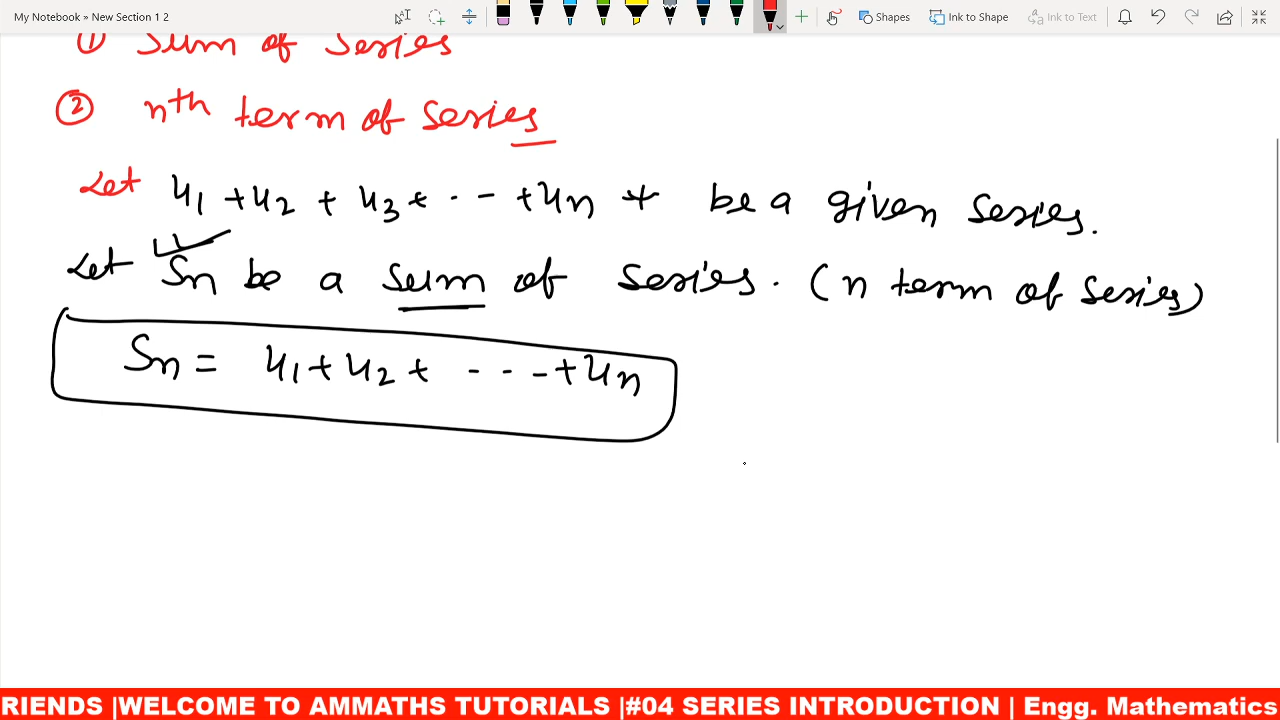 My Notebook » New Section 1 2
Shapes
Ink to Shape
Ink to Text
① Sum of Series
② nth term of Series
Let u1 + u2 + u3 + .. - + un + be a given series.
Let Sn be a sum of series. (n term of series)
Sn = u1 + u2 + - - - + un
RIENDS |WELCOME TO AMMATHS TUTORIALS |#04 SERIES INTRODUCTION | Engg. Mathematics